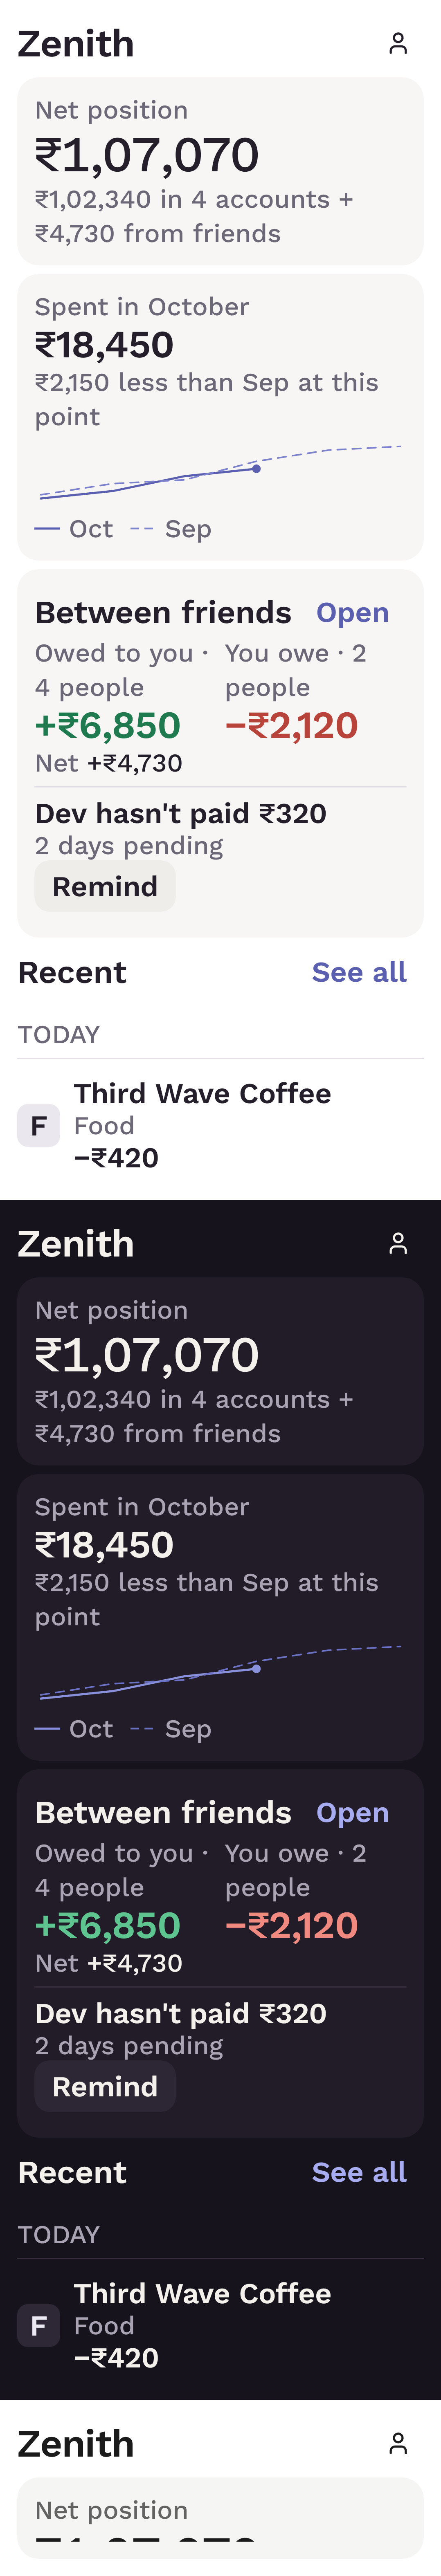 Zenith
Net position
₹1,07,070
₹1,02,340 in 4 accounts +
₹4,730 from friends
Spent in October
₹18,450
₹2,150 less than Sep at this
point
Oct Sep
Between friends Open
Owed to you · You owe · 2
4 people people
+₹6,850 −₹2,120
Net +₹4,730
Dev hasn't paid ₹320
2 days pending
Remind
Recent See all
TODAY
Third Wave Coffee
F Food
−₹420
Zenith
Net position
₹1,07,070
₹1,02,340 in 4 accounts +
₹4,730 from friends
Spent in October
₹18,450
₹2,150 less than Sep at this
point
Oct Sep
Between friends Open
Owed to you · You owe · 2
4 people people
+₹6,850 −₹2,120
Net +₹4,730
Dev hasn't paid ₹320
2 days pending
Remind
Recent See all
TODAY
Third Wave Coffee
F Food
−₹420
Zenith
Net position